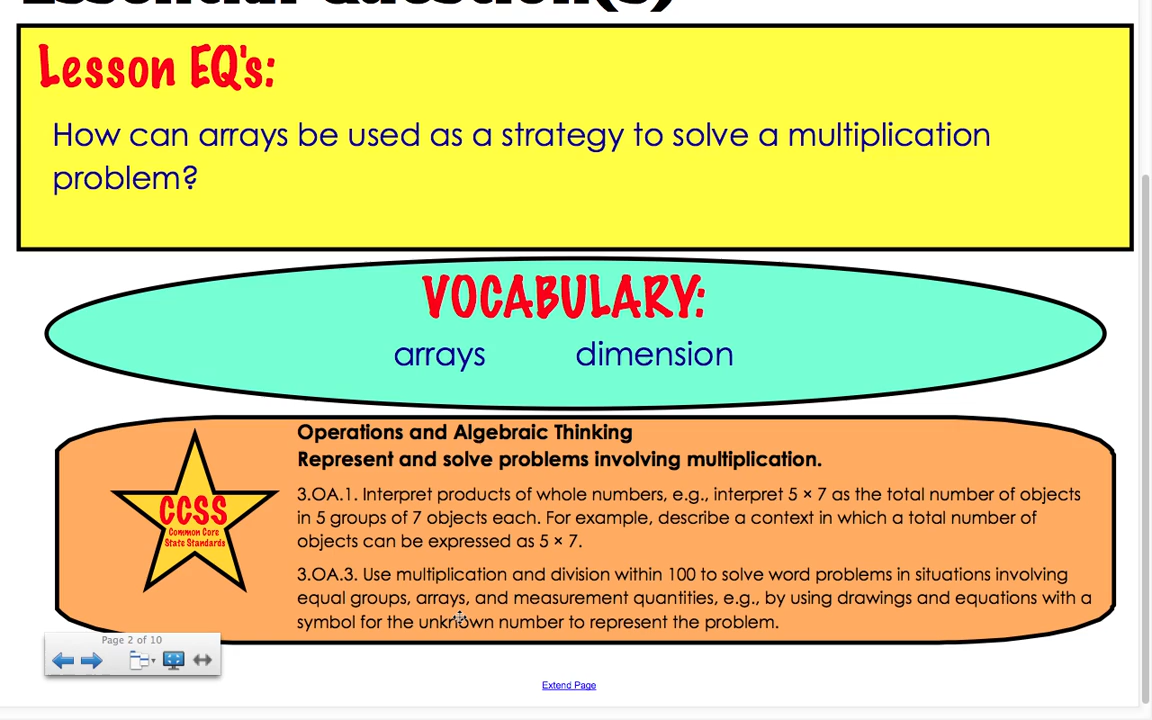 Essential Question(s)
Lesson EQ's:
How can arrays be used as a strategy to solve a multiplication
problem?
VOCABULARY:
arrays dimension
Operations and Algebraic Thinking
Represent and solve problems involving multiplication.
3.OA.1. Interpret products of whole numbers, e.g., interpret 5 × 7 as the total number of objects
in 5 groups of 7 objects each. For example, describe a context in which a total number of
objects can be expressed as 5 × 7.
3.OA.3. Use multiplication and division within 100 to solve word problems in situations involving
equal groups, arrays, and measurement quantities, e.g., by using drawings and equations with a
symbol for the unknown number to represent the problem.
CCSS
Common Core
State Standards
Page 2 of 10
Extend Page